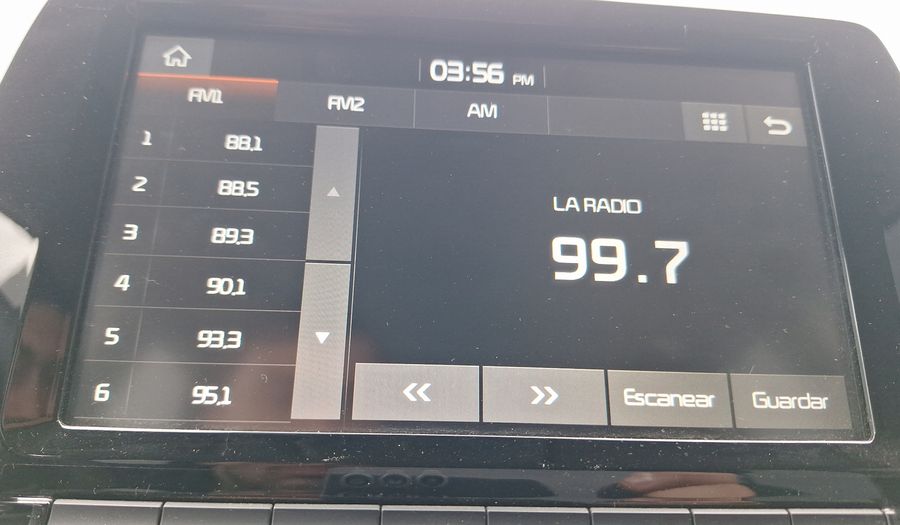 03:56 PM
FM1 FM2 AM
1 88.1
2 88.5
3 89.3
4 90.1
5 93.3
6 95.1
LA RADIO
99.7
Escanear Guardar